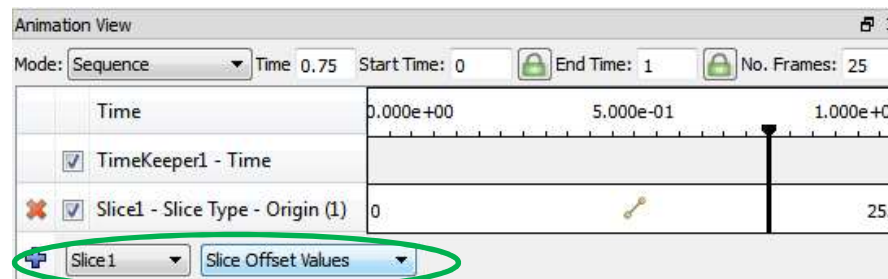 Animation View
Mode: Sequence Time 0.75 Start Time: 0 End Time: 1 No. Frames: 25
Time 0.000e+00 5.000e-01 1.000e+0
TimeKeeper1 - Time
Slice1 - Slice Type - Origin (1) 0 25
Slice1 Slice Offset Values